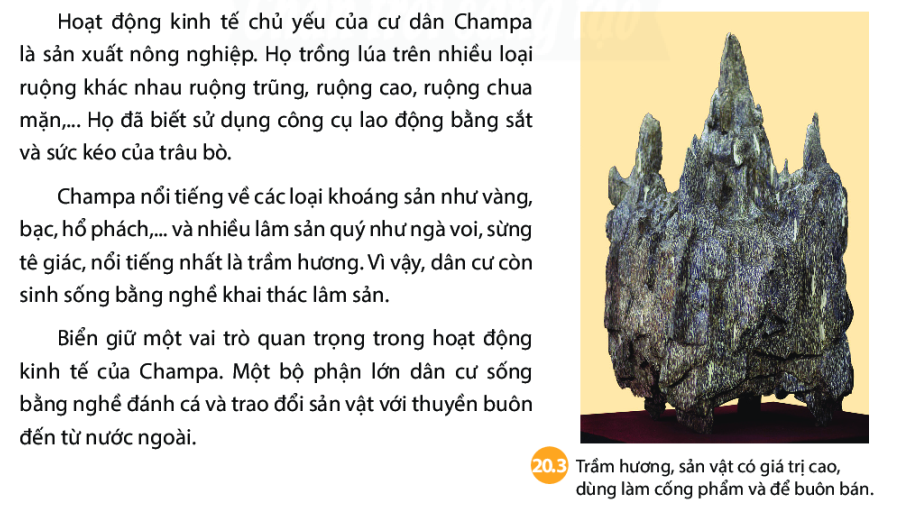 Hoạt động kinh tế chủ yếu của cư dân Champa
là sản xuất nông nghiệp. Họ trồng lúa trên nhiều loại
ruộng khác nhau ruộng trũng, ruộng cao, ruộng chua
mặn,... Họ đã biết sử dụng công cụ lao động bằng sắt
và sức kéo của trâu bò.
Champa nổi tiếng về các loại khoáng sản như vàng,
bạc, hổ phách,... và nhiều lâm sản quý như ngà voi, sừng
tê giác, nổi tiếng nhất là trầm hương. Vì vậy, dân cư còn
sinh sống bằng nghề khai thác lâm sản.
Biển giữ một vai trò quan trọng trong hoạt động
kinh tế của Champa. Một bộ phận lớn dân cư sống
bằng nghề đánh cá và trao đổi sản vật với thuyền buôn
đến từ nước ngoài.
20.3 Trầm hương, sản vật có giá trị cao,
dùng làm cống phẩm và để buôn bán.